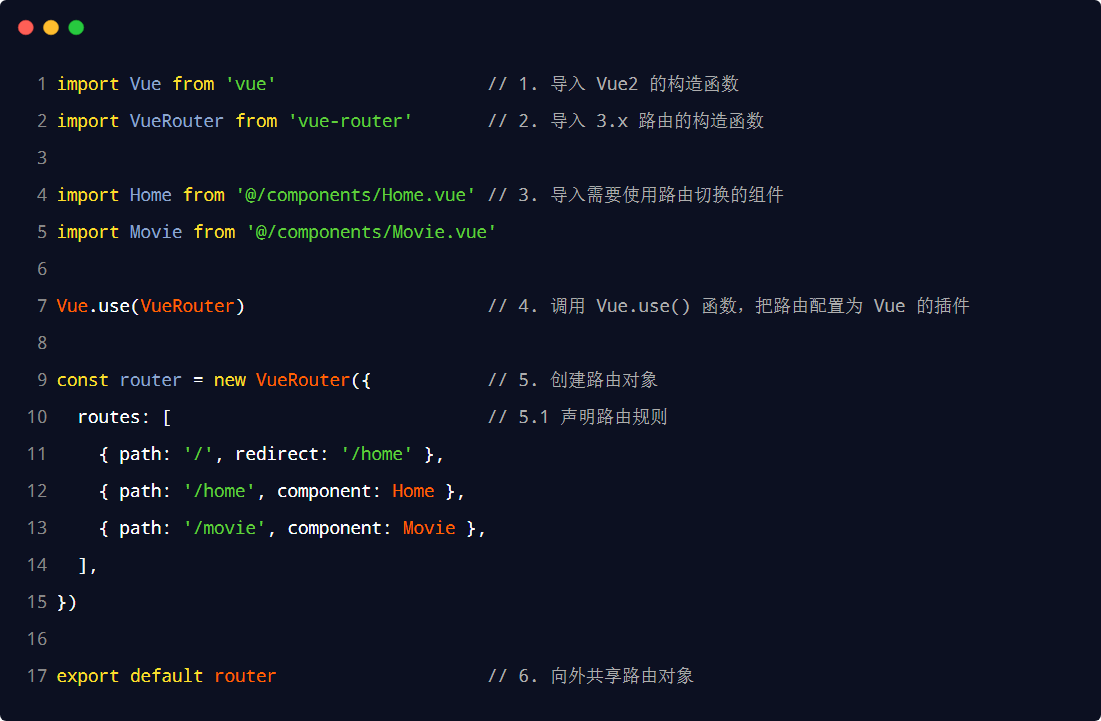 1 import Vue from 'vue' // 1. 导入 Vue2 的构造函数
2 import VueRouter from 'vue-router' // 2. 导入 3.x 路由的构造函数
3
4 import Home from '@/components/Home.vue' // 3. 导入需要使用路由切换的组件
5 import Movie from '@/components/Movie.vue'
6
7 Vue.use(VueRouter) // 4. 调用 Vue.use() 函数，把路由配置为 Vue 的插件
8
9 const router = new VueRouter({ // 5. 创建路由对象
10 routes: [ // 5.1 声明路由规则
11 { path: '/', redirect: '/home' },
12 { path: '/home', component: Home },
13 { path: '/movie', component: Movie },
14 ],
15 })
16
17 export default router // 6. 向外共享路由对象